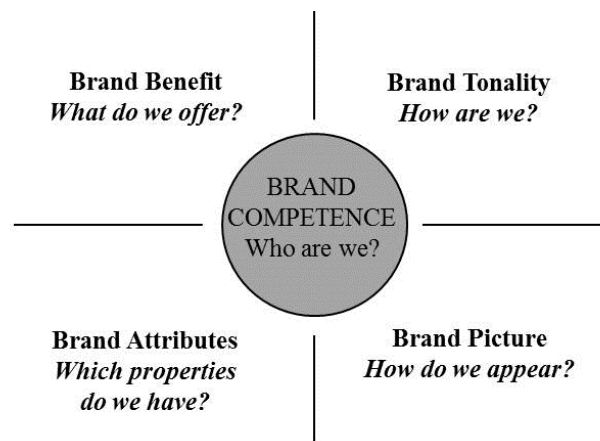 Brand Benefit
What do we offer?
Brand Tonality
How are we?
BRAND
COMPETENCE
Who are we?
Brand Attributes
Which properties
do we have?
Brand Picture
How do we appear?